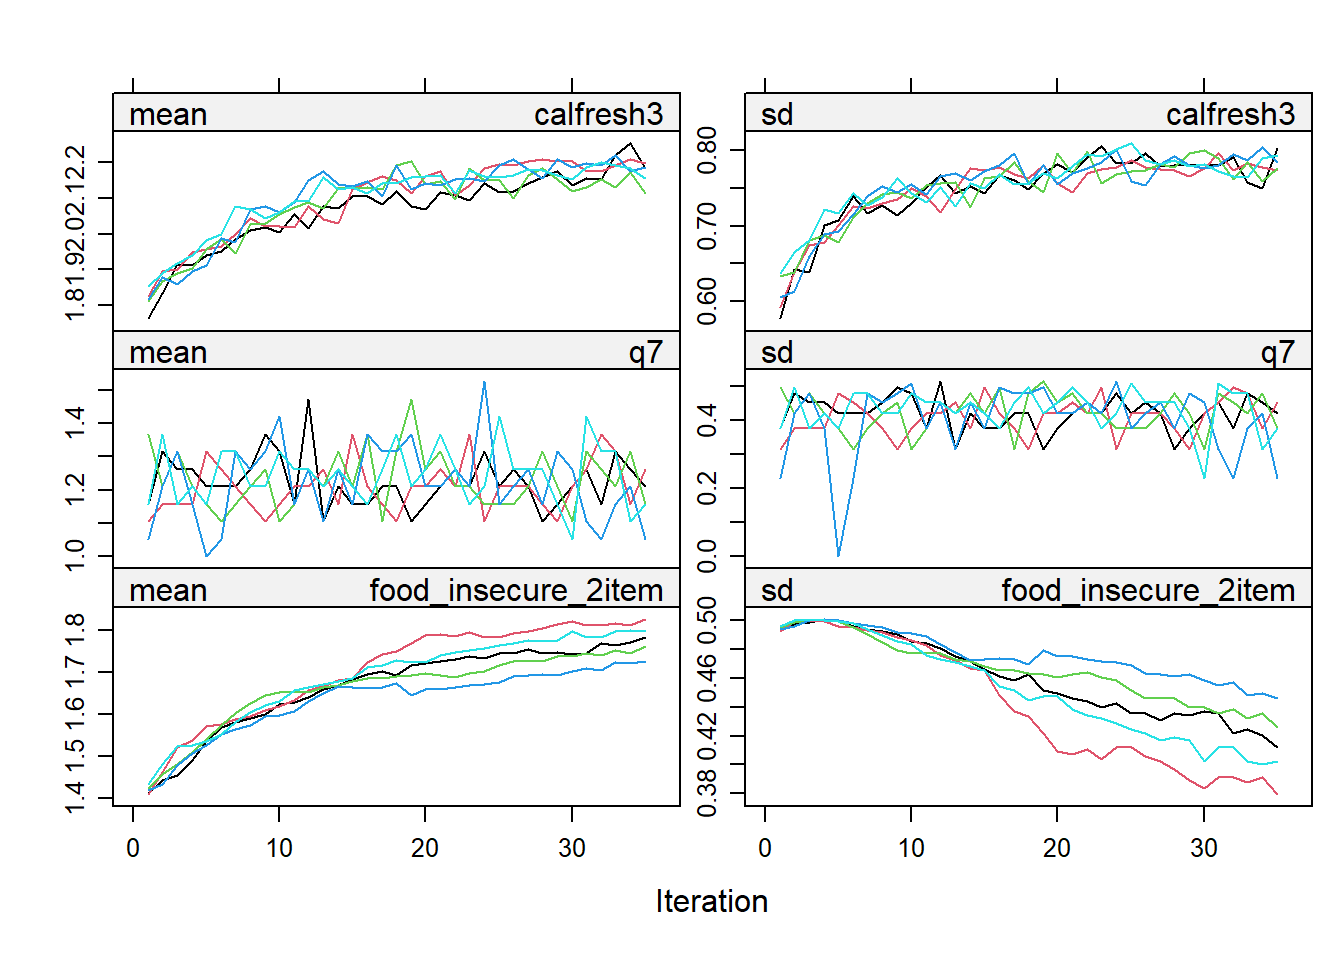 mean calfresh3
sd calfresh3
1.8 1.9 2.0 2.1 2.2
0.60 0.70 0.80
mean q7
sd q7
1.0 1.2 1.4
0.0 0.2 0.4
mean food_insecure_2item
sd food_insecure_2item
1.4 1.5 1.6 1.7 1.8
0.38 0.42 0.46 0.50
0 10 20 30
0 10 20 30
Iteration